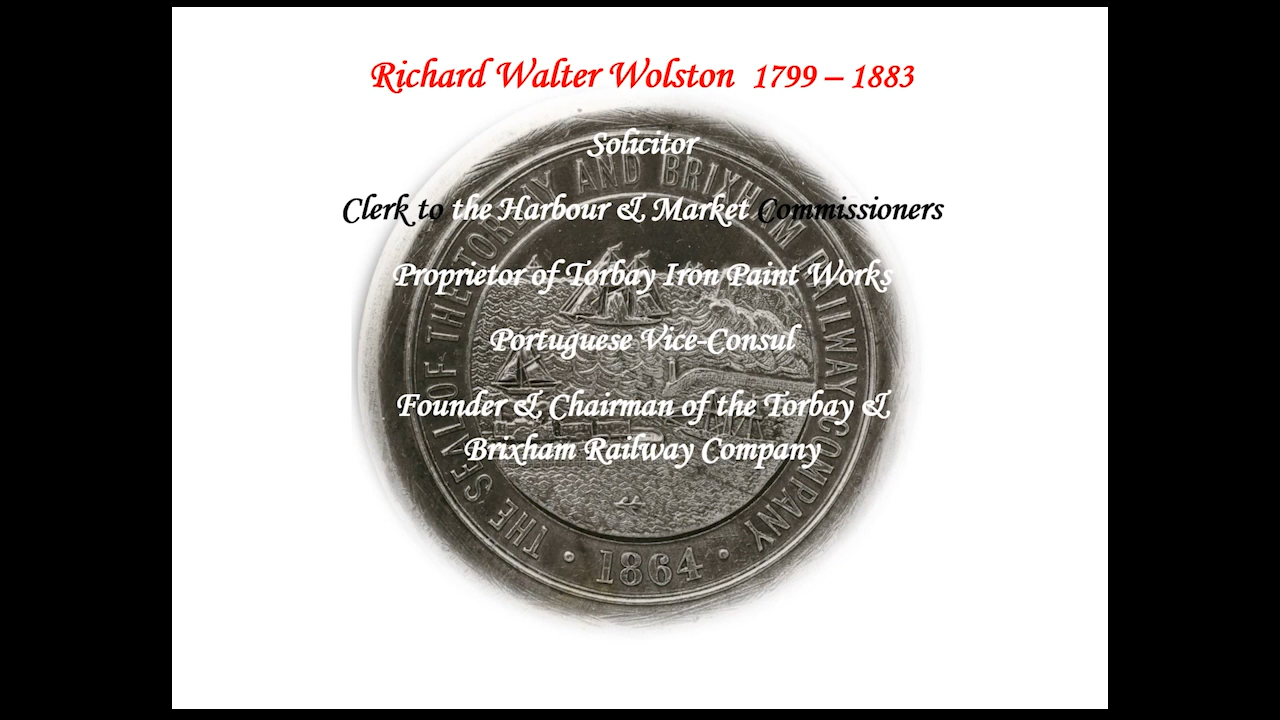 Richard Walter Wolston 1799 – 1883
Solicitor
Clerk to the Harbour & Market Commissioners
Proprietor of Torbay Iron Paint Works
Portuguese Vice-Consul
Founder & Chairman of the Torbay &
Brixham Railway Company
THE SEAL OF THE TORBAY AND BRIXHAM RAILWAY COMPANY
• 1864 •